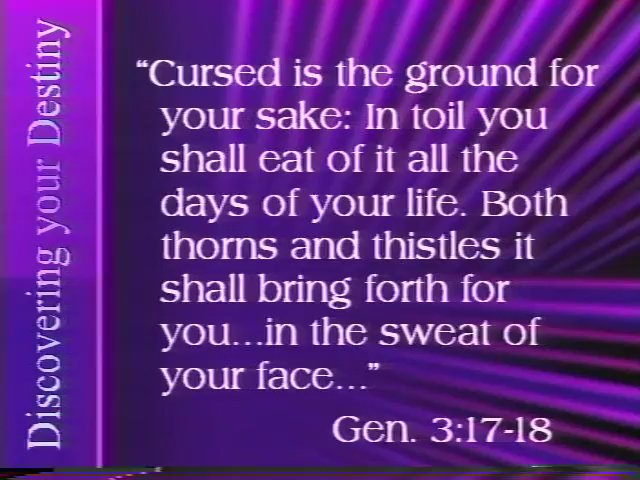 Discovering your Destiny
“Cursed is the ground for
your sake: In toil you
shall eat of it all the
days of your life. Both
thorns and thistles it
shall bring forth for
you...in the sweat of
your face...”
Gen. 3:17-18